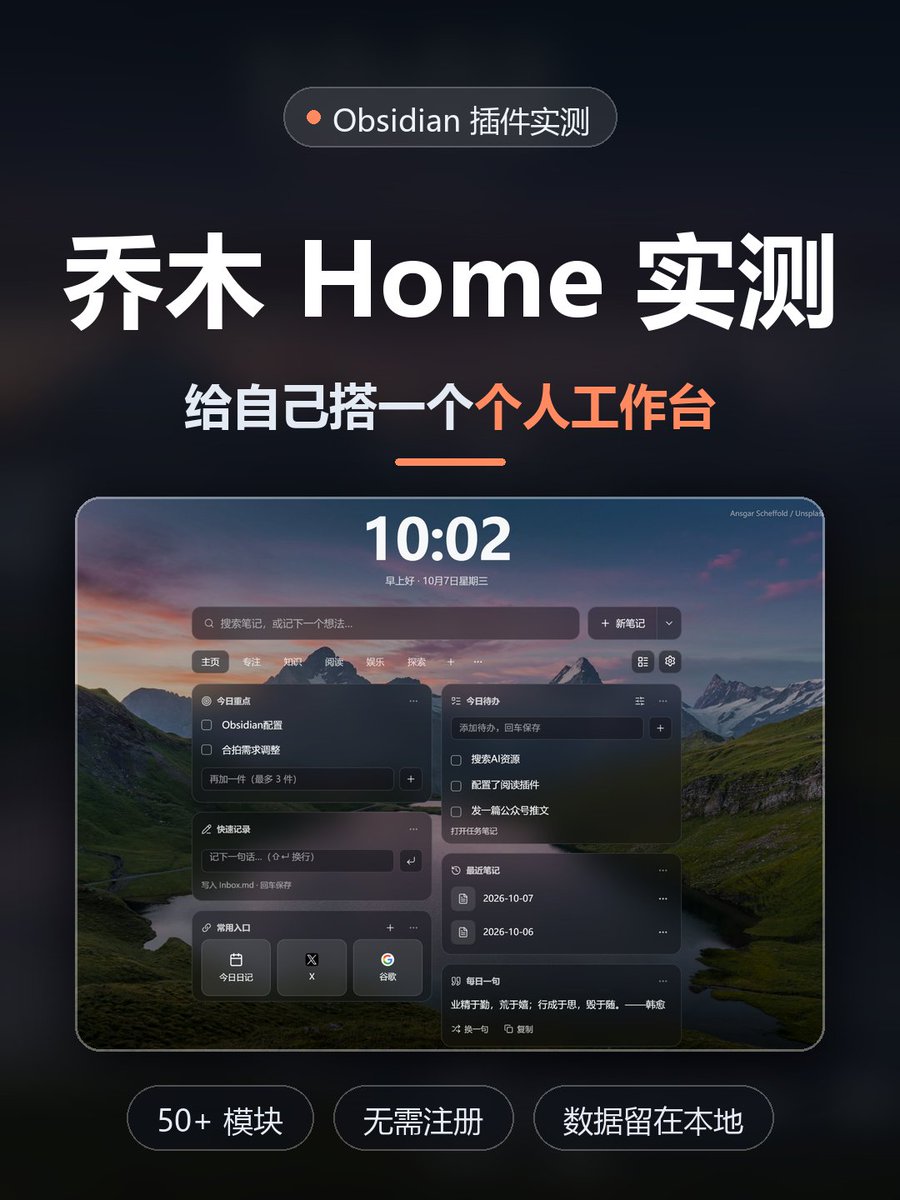 Obsidian 插件实测
乔木 Home 实测
给自己搭一个个人工作台
Ansgar Scheffold / Unsplas
10:02
早上好 · 10月7日星期三
搜索笔记，或记下一个想法...
+ 新笔记
主页 专注 知识 阅读 娱乐 探索 + ...
今日重点
Obsidian配置
合拍需求调整
再加一件（最多 3 件）
快速记录
记下一句话...（⇧↵ 换行）
写入 Inbox.md · 回车保存
常用入口
今日日记
X
谷歌
今日待办
添加待办，回车保存
搜索AI资源
配置了阅读插件
发一篇公众号推文
打开任务笔记
最近笔记
2026-10-07
2026-10-06
每日一句
业精于勤，荒于嬉；行成于思，毁于随。——韩愈
换一句 复制
50+ 模块
无需注册
数据留在本地